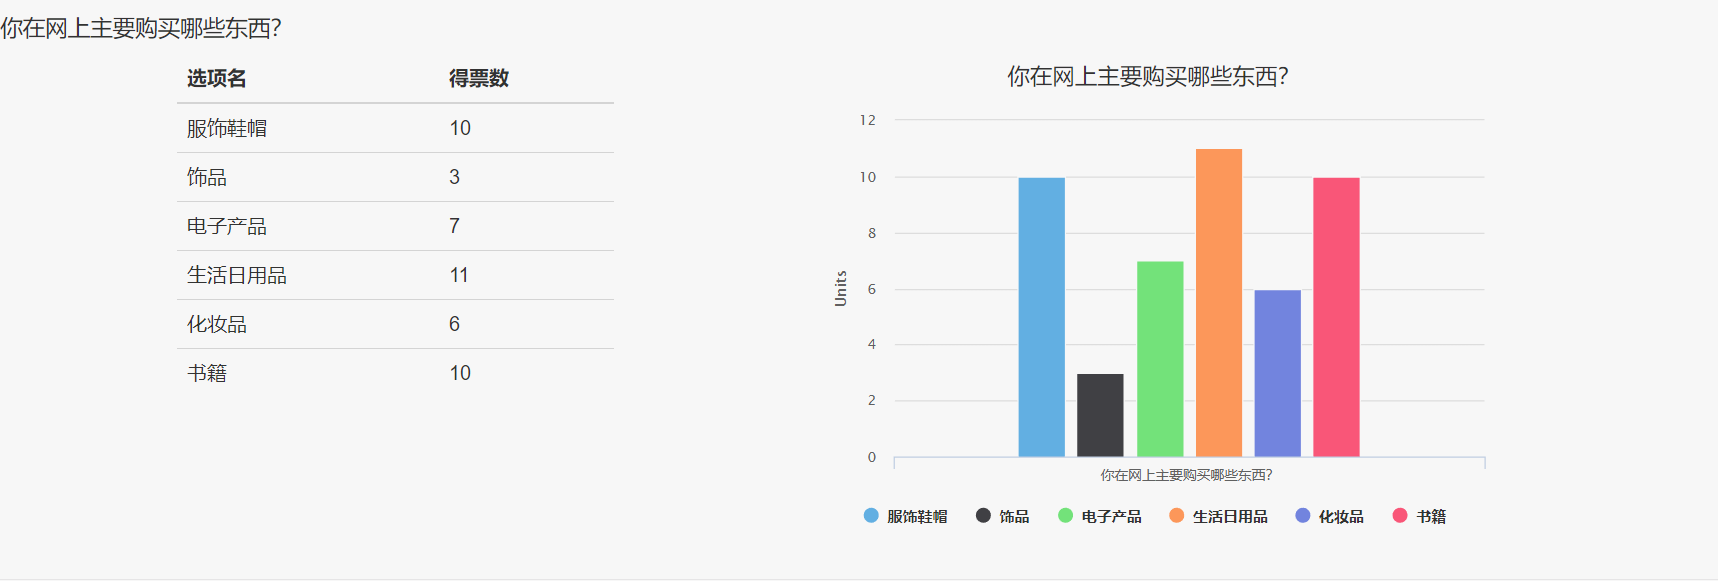 你在网上主要购买哪些东西?
选项名 得票数
服饰鞋帽 10
饰品 3
电子产品 7
生活日用品 11
化妆品 6
书籍 10
你在网上主要购买哪些东西?
12
10
8
6
4
2
0
Units
你在网上主要购买哪些东西?
服饰鞋帽 饰品 电子产品 生活日用品 化妆品 书籍